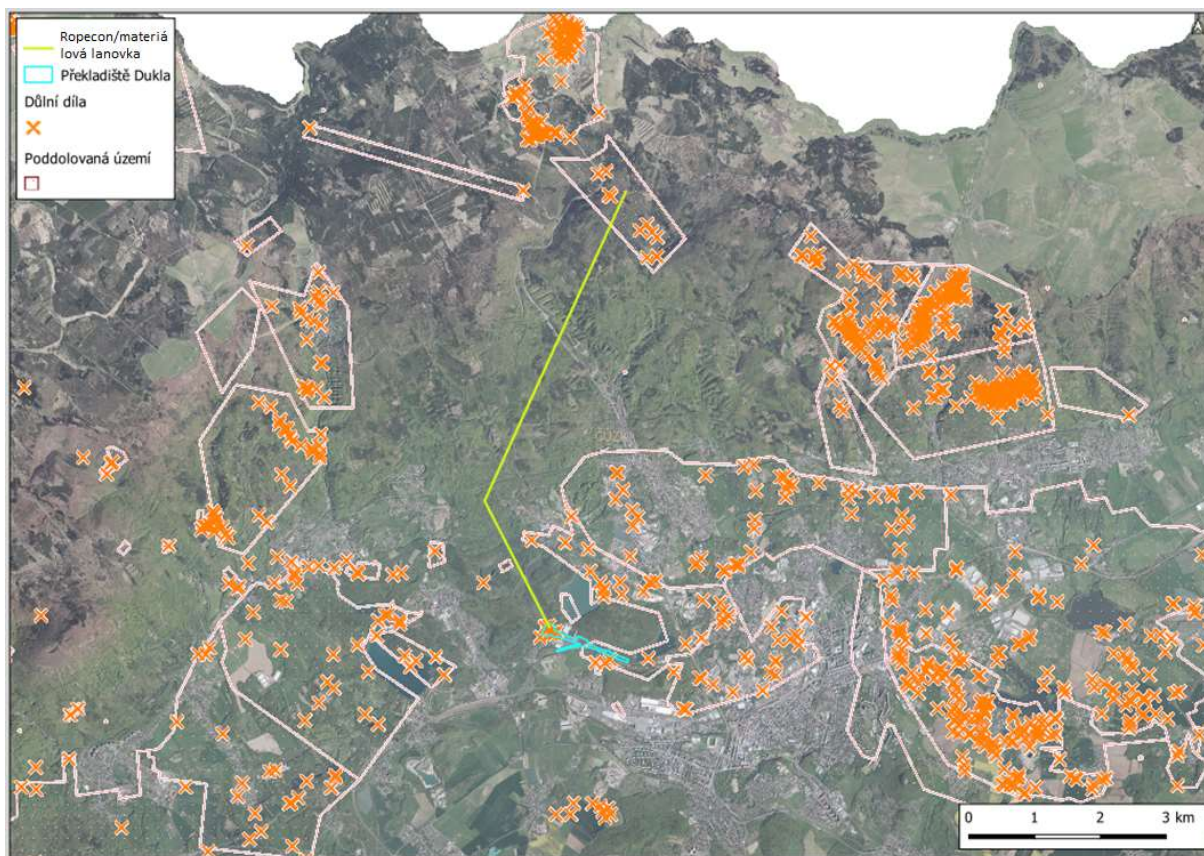 Ropecon/materiá
lová lanovka
Překladiště Dukla
Důlní díla
Poddolovaná území
0 1 2 3 km